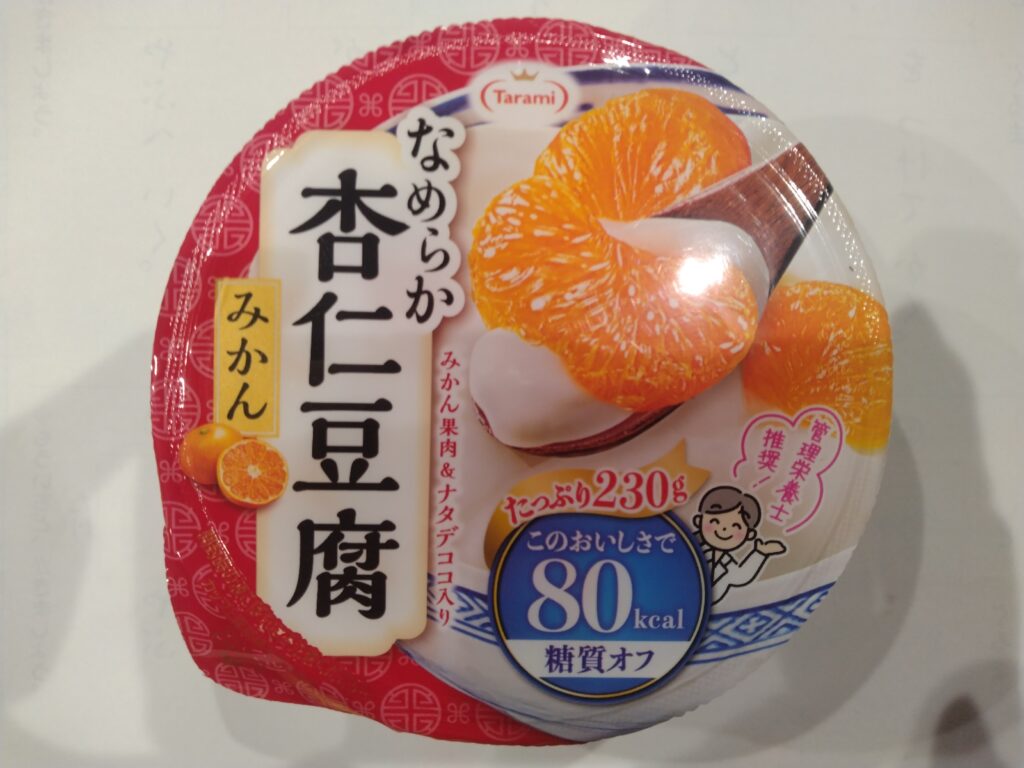 Tarami
なめらか
杏仁豆腐
みかん
みかん果肉&ナタデココ入り
たっぷり230g
このおいしさで
80kcal
糖質オフ
管理栄養士
推奨!